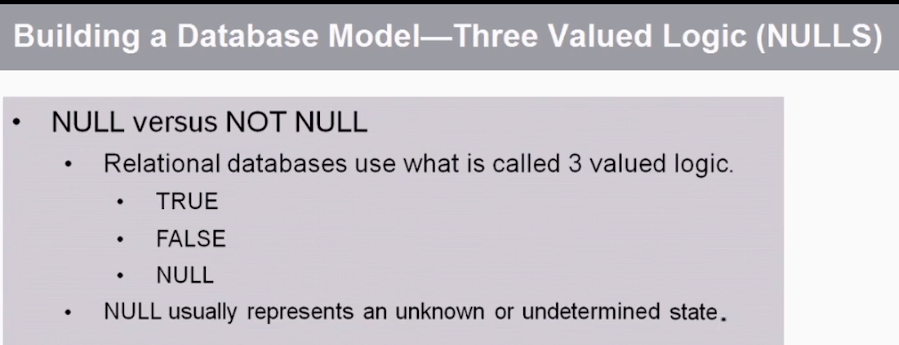 Building a Database Model—Three Valued Logic (NULLS)
• NULL versus NOT NULL
• Relational databases use what is called 3 valued logic.
• TRUE
• FALSE
• NULL
• NULL usually represents an unknown or undetermined state.